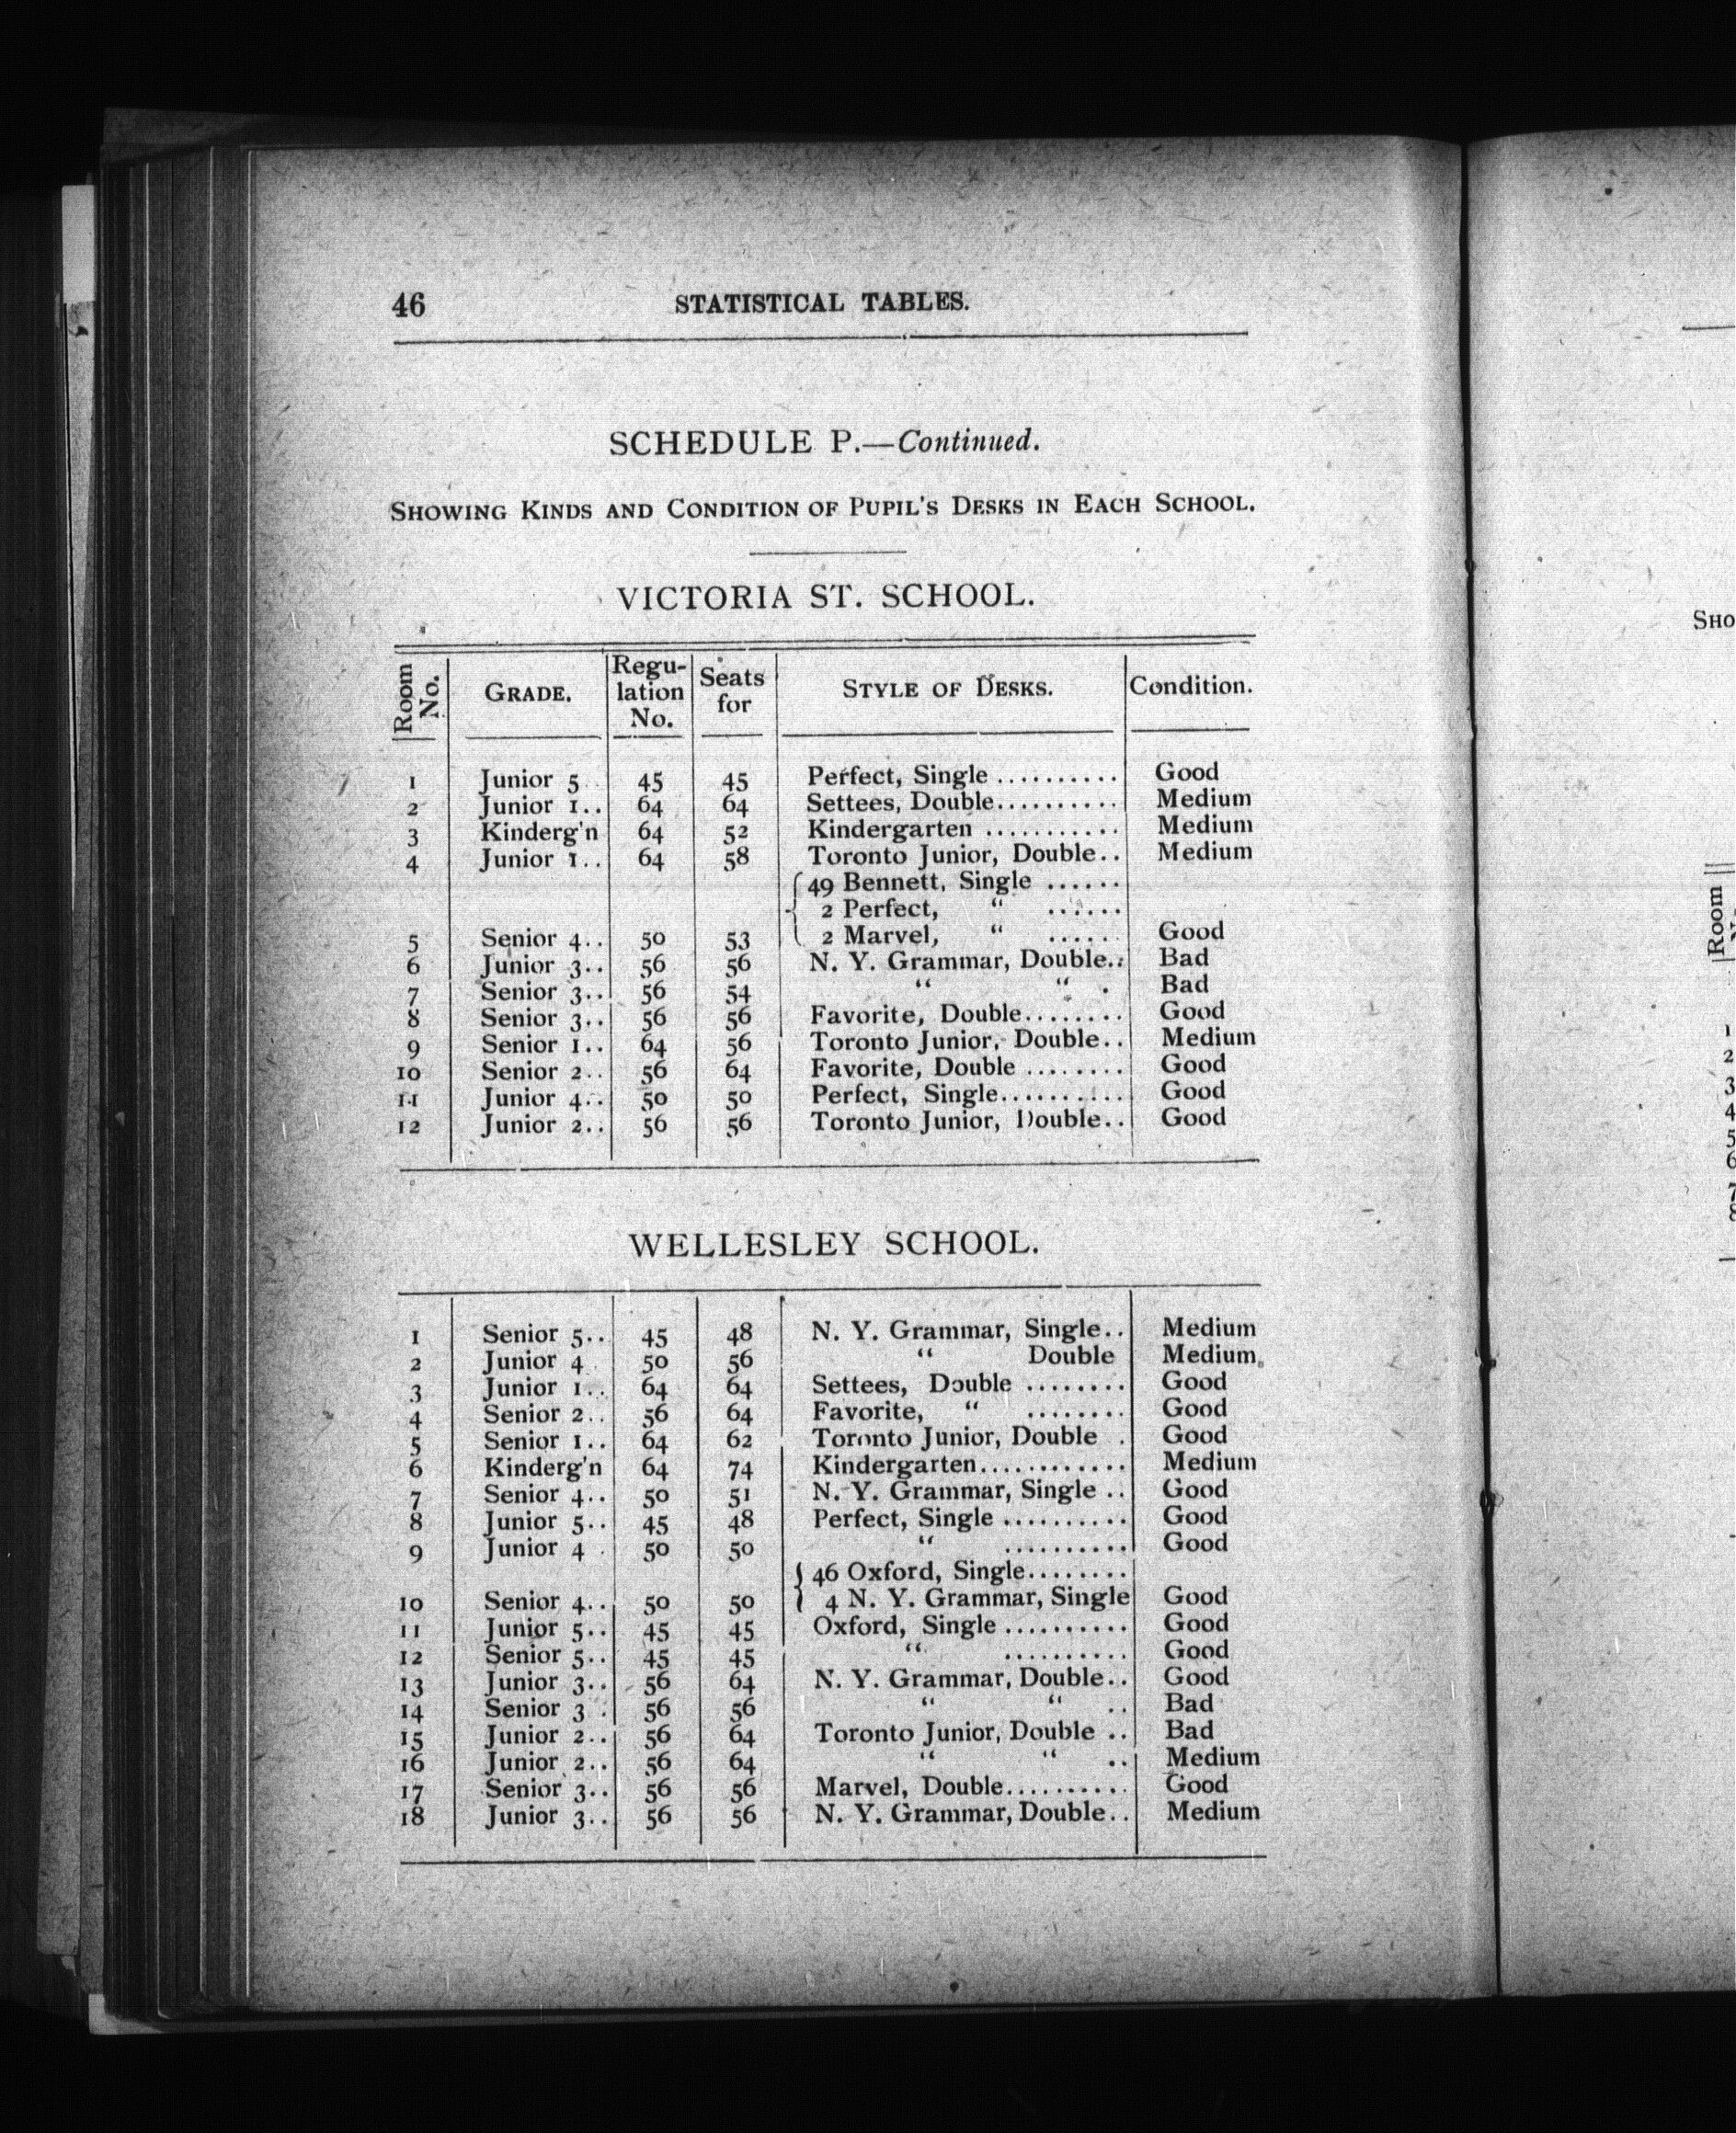 46 STATISTICAL TABLES.
SCHEDULE P.—Continued.
SHOWING KINDS AND CONDITION OF PUPIL'S DESKS IN EACH SCHOOL.
VICTORIA ST. SCHOOL.
Room No. GRADE. Regu-lation No. Seats for STYLE OF DESKS. Condition.
1 Junior 5 45 45 Perfect, Single .......... Good
2 Junior 1.. 64 64 Settees, Double.......... Medium
3 Kinderg'n 64 52 Kindergarten ........... Medium
4 Junior 1.. 64 58 Toronto Junior, Double.. Medium
{ 49 Bennett, Single ......
2 Perfect, “ ......
5 Senior 4.. 50 53 2 Marvel, “ ...... Good
6 Junior 3.. 56 56 N. Y. Grammar, Double.. Bad
7 Senior 3.. 56 54 “ “ . Bad
8 Senior 3.. 56 56 Favorite, Double........ Good
9 Senior 1.. 64 56 Toronto Junior, Double.. Medium
10 Senior 2.. 56 64 Favorite, Double ........ Good
11 Junior 4.. 50 50 Perfect, Single.......... Good
12 Junior 2.. 56 56 Toronto Junior, Double.. Good
WELLESLEY SCHOOL.
1 Senior 5.. 45 48 N. Y. Grammar, Single.. Medium
2 Junior 4 . 50 56 “ Double Medium
3 Junior 1.. 64 64 Settees, Double ........ Good
4 Senior 2.. 56 64 Favorite, “ ........ Good
5 Senior 1.. 64 62 Toronto Junior, Double . Good
6 Kinderg'n 64 74 Kindergarten............ Medium
7 Senior 4.. 50 51 N. Y. Grammar, Single .. Good
8 Junior 5.. 45 48 Perfect, Single .......... Good
9 Junior 4 . 50 50 “ .......... Good
{ 46 Oxford, Single........
10 Senior 4.. 50 50 4 N. Y. Grammar, Single Good
11 Junior 5.. 45 45 Oxford, Single .......... Good
12 Senior 5.. 45 45 “ .......... Good
13 Junior 3.. 56 64 N. Y. Grammar, Double.. Good
14 Senior 3 . 56 56 “ “ .. Bad
15 Junior 2.. 56 64 Toronto Junior, Double .. Bad
16 Junior 2.. 56 64 “ “ .. Medium
17 Senior 3.. 56 56 Marvel, Double.......... Good
18 Junior 3.. 56 56 N. Y. Grammar, Double.. Medium
SHO
Room
1
2
3
4
5
6
7
8